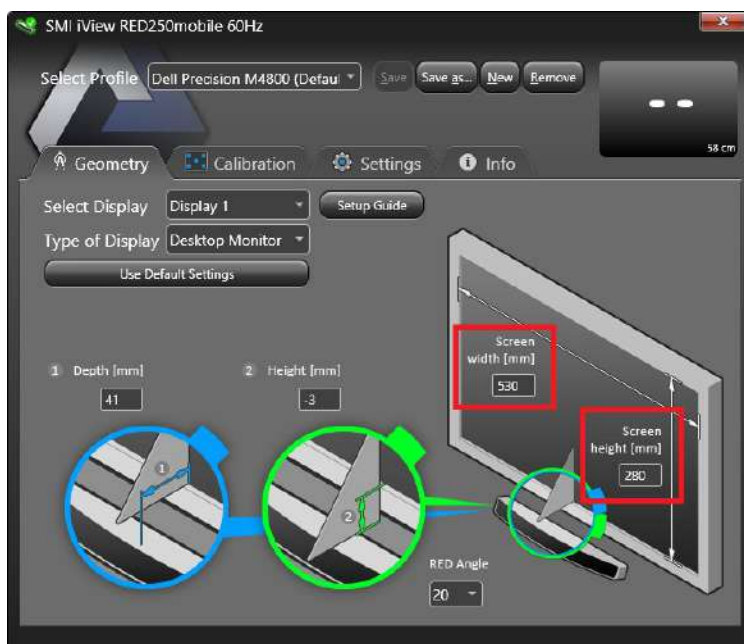 SMI iView RED250mobile 60Hz
Select Profile Dell Precision M4800 (Defaul Save Save as... New Remove
58 cm
Geometry Calibration Settings Info
Select Display Display 1 Setup Guide
Type of Display Desktop Monitor
Use Default Settings
Screen
width [mm]
530
1 Depth [mm] 2 Height [mm]
41 -3
Screen
height [mm]
280
1
2
RED Angle
20